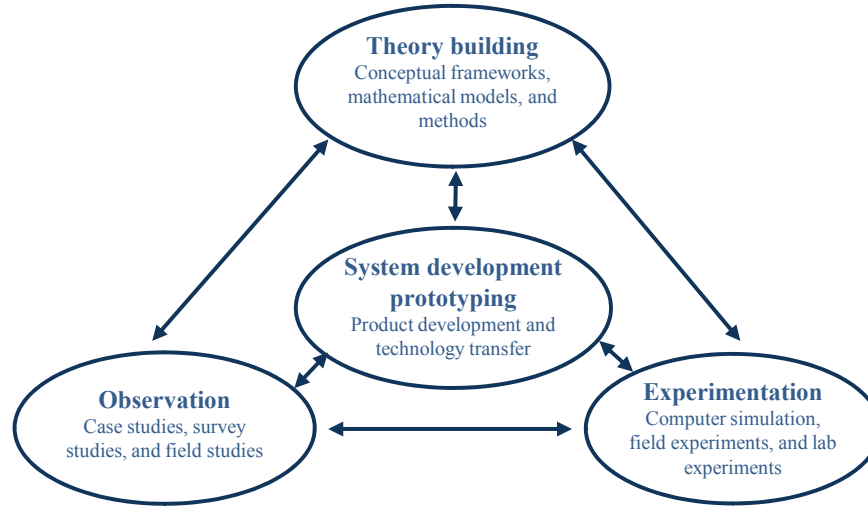 Theory building
Conceptual frameworks,
mathematical models, and
methods
System development
prototyping
Product development and
technology transfer
Observation
Case studies, survey
studies, and field studies
Experimentation
Computer simulation,
field experiments, and lab
experiments